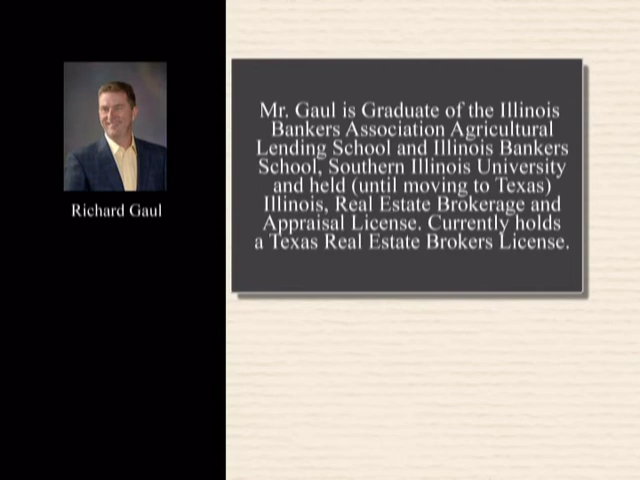 Richard Gaul
Mr. Gaul is Graduate of the Illinois
Bankers Association Agricultural
Lending School and Illinois Bankers
School, Southern Illinois University
and held (until moving to Texas)
Illinois, Real Estate Brokerage and
Appraisal License. Currently holds
a Texas Real Estate Brokers License.